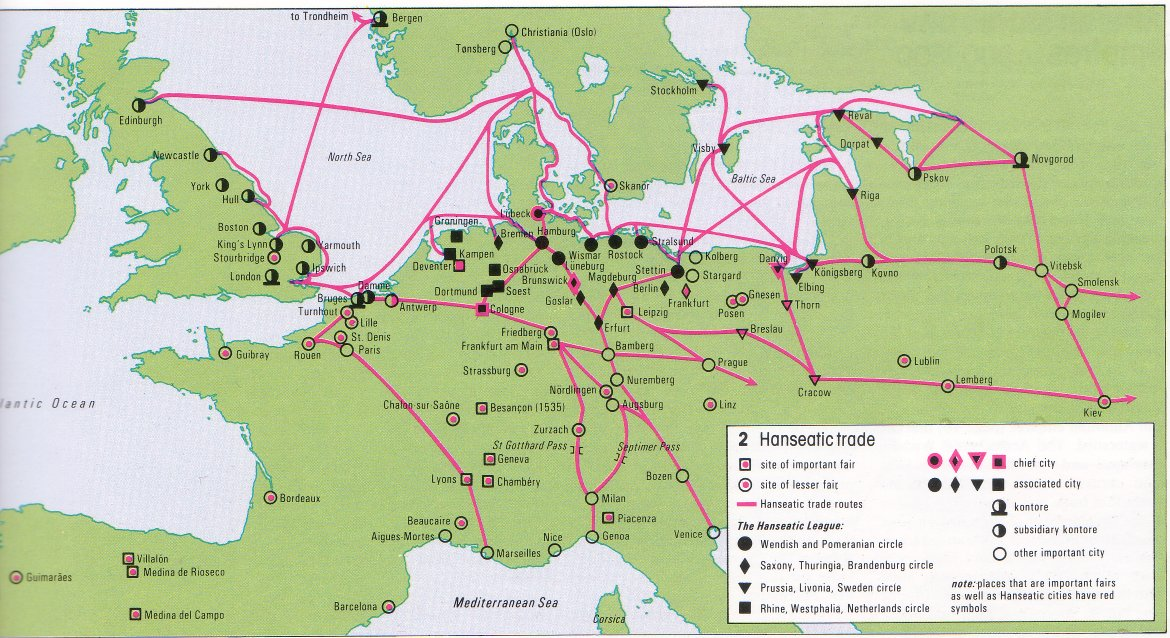 to Trondheim
Bergen
Christiania (Oslo)
Tønsberg
Stockholm
Edinburgh
Reval
Dorpat
Visby
Newcastle
North Sea
Novgorod
Baltic Sea
Pskov
York
Hull
Skanör
Riga
Lübeck
Boston
Groningen
Bremen
Hamburg
Stralsund
King's Lynn
Yarmouth
Rostock
Stourbridge
Kampen
Wismar
Kolberg
Danzig
Polotsk
Deventer
Osnabrück
Lüneburg
Stettin
Königsberg
Kovno
Vitebsk
London
Ipswich
Magdeburg
Stargard
Elbing
Brunswick
Berlin
Smolensk
Damme
Dortmund
Soest
Goslar
Frankfurt
Gnesen
Bruges
Antwerp
Cologne
Leipzig
Posen
Thorn
Mogilev
Turnhout
Lille
Erfurt
Breslau
St. Denis
Friedberg
Rouen
Paris
Frankfurt am Main
Bamberg
Guibray
Prague
Lublin
Strassburg
Nuremberg
Lemberg
Nördlingen
Cracow
Kiev
lantic Ocean
Chalon-sur-Saône
Besançon (1535)
Augsburg
Linz
Zurzach
St Gotthard Pass
Septimer Pass
Geneva
Lyons
Chambéry
Bozen
Bordeaux
Milan
Beaucaire
Piacenza
Aigues-Mortes
Nice
Genoa
Venice
Marseilles
Villalón
Medina de Rioseco
Guimarães
Medina del Campo
Barcelona
Mediterranean Sea
Corsica
2 Hanseatic trade
site of important fair
site of lesser fair
Hanseatic trade routes
The Hanseatic League:
Wendish and Pomeranian circle
Saxony, Thuringia, Brandenburg circle
Prussia, Livonia, Sweden circle
Rhine, Westphalia, Netherlands circle
chief city
associated city
kontore
subsidiary kontore
other important city
note: places that are important fairs
as well as Hanseatic cities have red
symbols